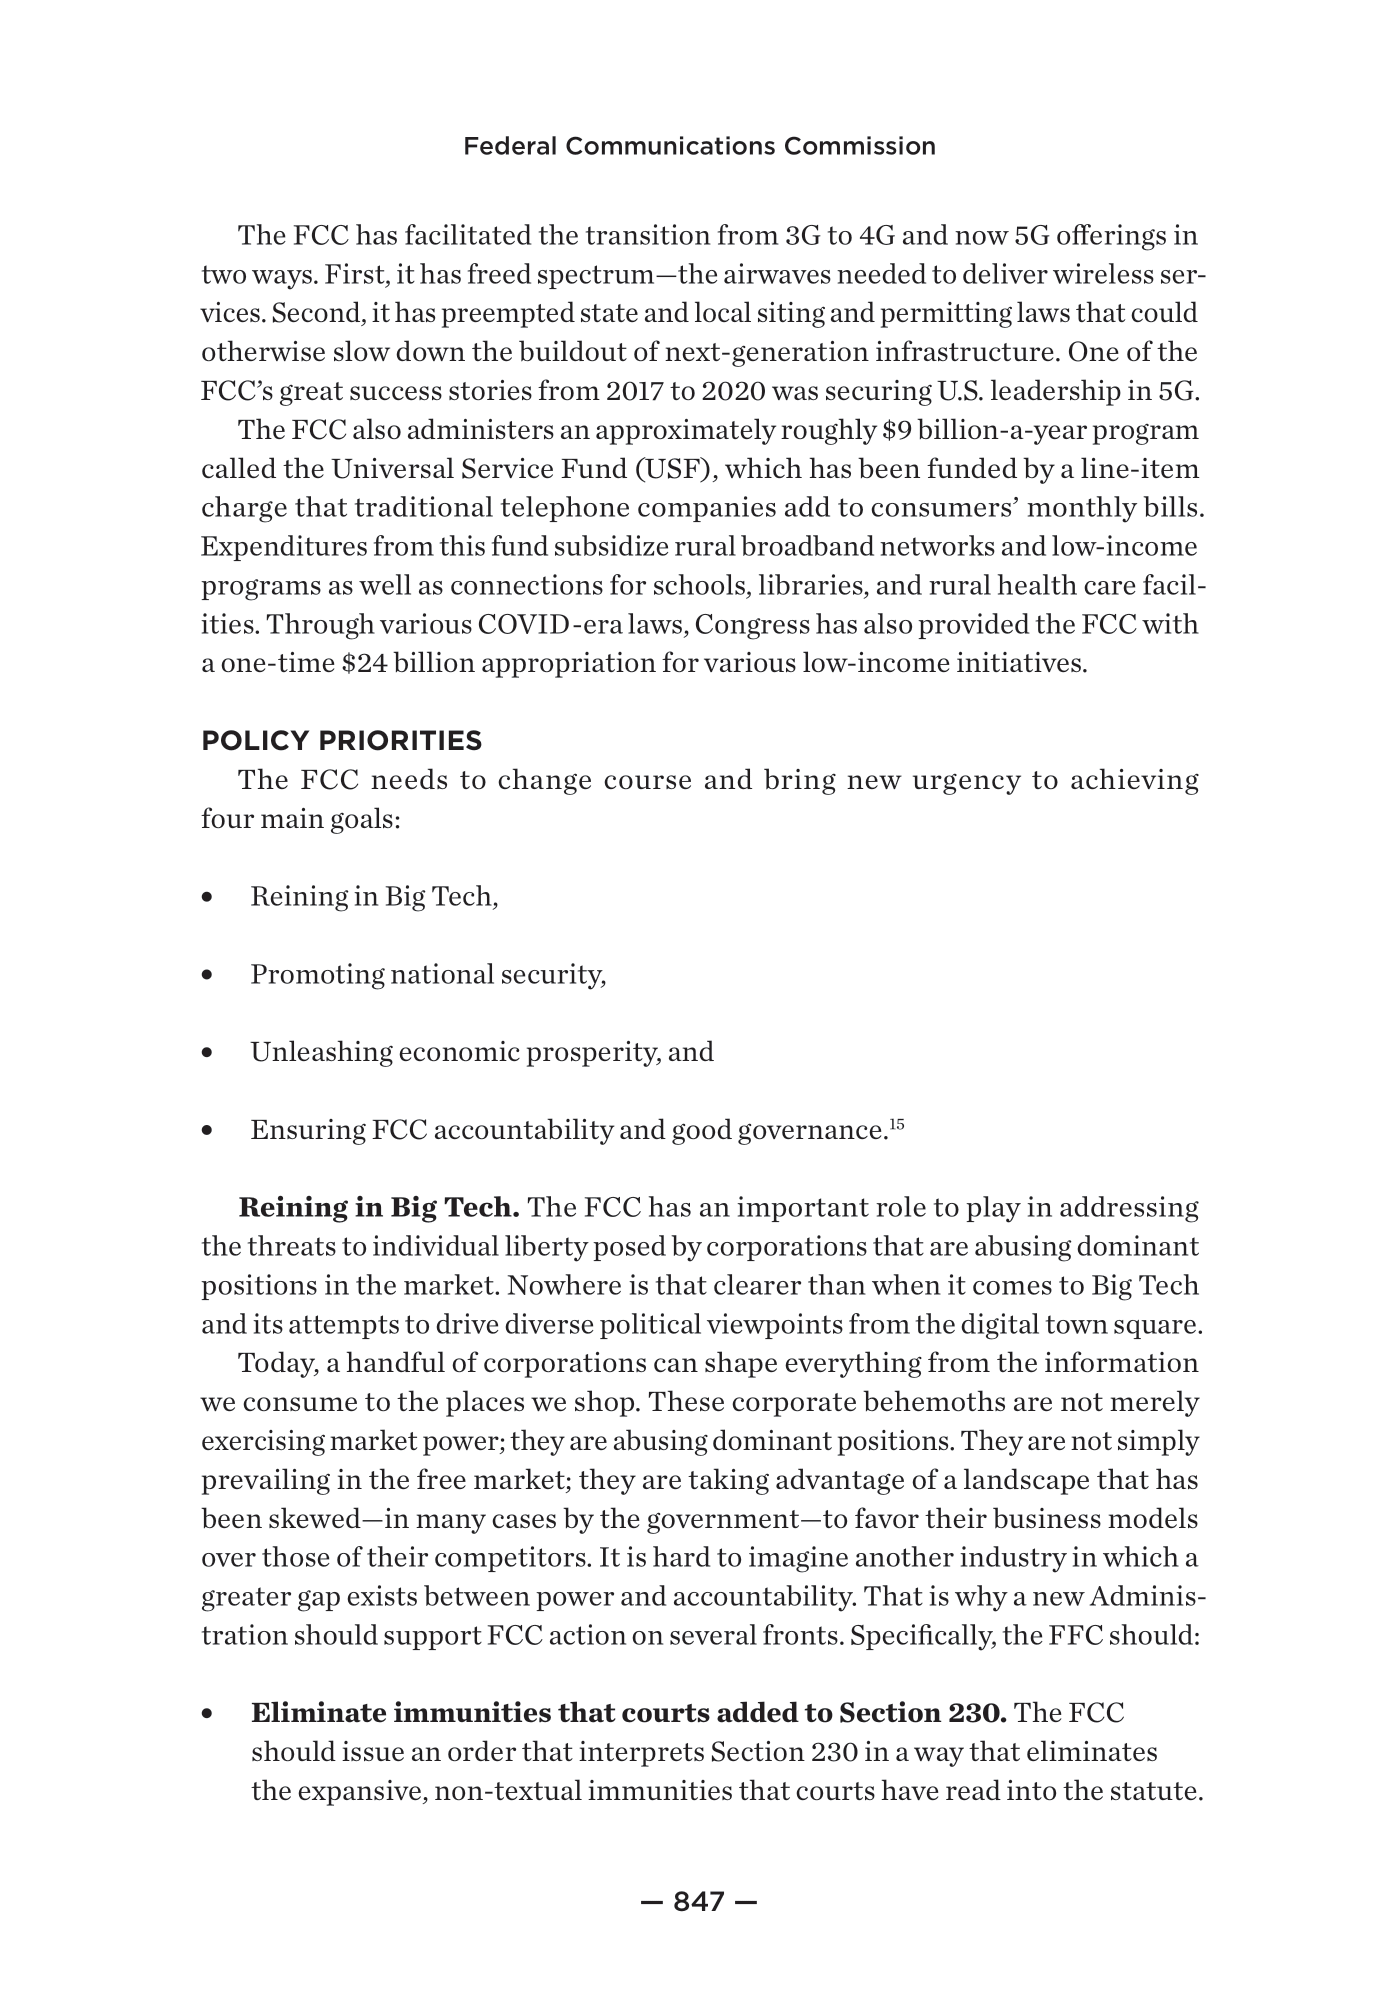 Federal Communications Commission
The FCC has facilitated the transition from 3G to 4G and now 5G offerings in
two ways. First, it has freed spectrum—the airwaves needed to deliver wireless ser-
vices. Second, it has preempted state and local siting and permitting laws that could
otherwise slow down the buildout of next-generation infrastructure. One of the
FCC’s great success stories from 2017 to 2020 was securing U.S. leadership in 5G.
The FCC also administers an approximately roughly $9 billion-a-year program
called the Universal Service Fund (USF), which has been funded by a line-item
charge that traditional telephone companies add to consumers’ monthly bills.
Expenditures from this fund subsidize rural broadband networks and low-income
programs as well as connections for schools, libraries, and rural health care facil-
ities. Through various COVID-era laws, Congress has also provided the FCC with
a one-time $24 billion appropriation for various low-income initiatives.
POLICY PRIORITIES
The FCC needs to change course and bring new urgency to achieving
four main goals:
• Reining in Big Tech,
• Promoting national security,
• Unleashing economic prosperity, and
• Ensuring FCC accountability and good governance.15
Reining in Big Tech. The FCC has an important role to play in addressing
the threats to individual liberty posed by corporations that are abusing dominant
positions in the market. Nowhere is that clearer than when it comes to Big Tech
and its attempts to drive diverse political viewpoints from the digital town square.
Today, a handful of corporations can shape everything from the information
we consume to the places we shop. These corporate behemoths are not merely
exercising market power; they are abusing dominant positions. They are not simply
prevailing in the free market; they are taking advantage of a landscape that has
been skewed—in many cases by the government—to favor their business models
over those of their competitors. It is hard to imagine another industry in which a
greater gap exists between power and accountability. That is why a new Adminis-
tration should support FCC action on several fronts. Specifically, the FFC should:
• Eliminate immunities that courts added to Section 230. The FCC
should issue an order that interprets Section 230 in a way that eliminates
the expansive, non-textual immunities that courts have read into the statute.
— 847 —